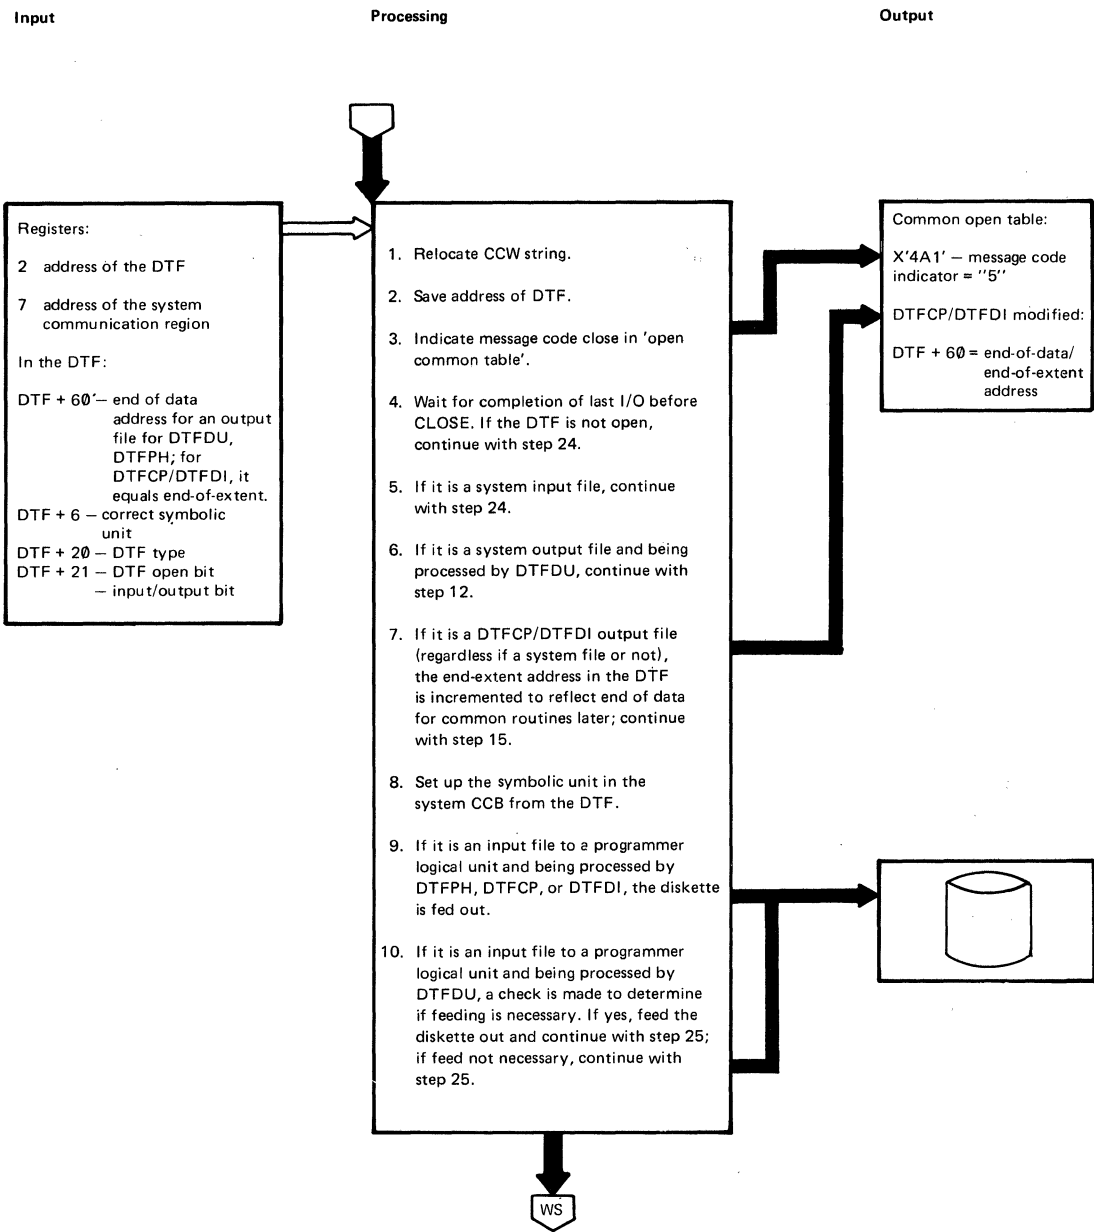 Input
Processing
Output
Registers:
2 address of the DTF
7 address of the system
communication region
In the DTF:
DTF + 60 – end of data
address for an output
file for DTFDU,
DTFPH; for
DTFCP/DTFDI, it
equals end-of-extent.
DTF + 6 – correct symbolic
unit
DTF + 20 – DTF type
DTF + 21 – DTF open bit
– input/output bit
1. Relocate CCW string.
2. Save address of DTF.
3. Indicate message code close in 'open
common table'.
4. Wait for completion of last I/O before
CLOSE. If the DTF is not open,
continue with step 24.
5. If it is a system input file, continue
with step 24.
6. If it is a system output file and being
processed by DTFDU, continue with
step 12.
7. If it is a DTFCP/DTFDI output file
(regardless if a system file or not),
the end-extent address in the DTF
is incremented to reflect end of data
for common routines later; continue
with step 15.
8. Set up the symbolic unit in the
system CCB from the DTF.
9. If it is an input file to a programmer
logical unit and being processed by
DTFPH, DTFCP, or DTFDI, the diskette
is fed out.
10. If it is an input file to a programmer
logical unit and being processed by
DTFDU, a check is made to determine
if feeding is necessary. If yes, feed the
diskette out and continue with step 25;
if feed not necessary, continue with
step 25.
Common open table:
X'4A1' – message code
indicator = "5"
DTFCP/DTFDI modified:
DTF + 60 = end-of-data/
end-of-extent
address
WS